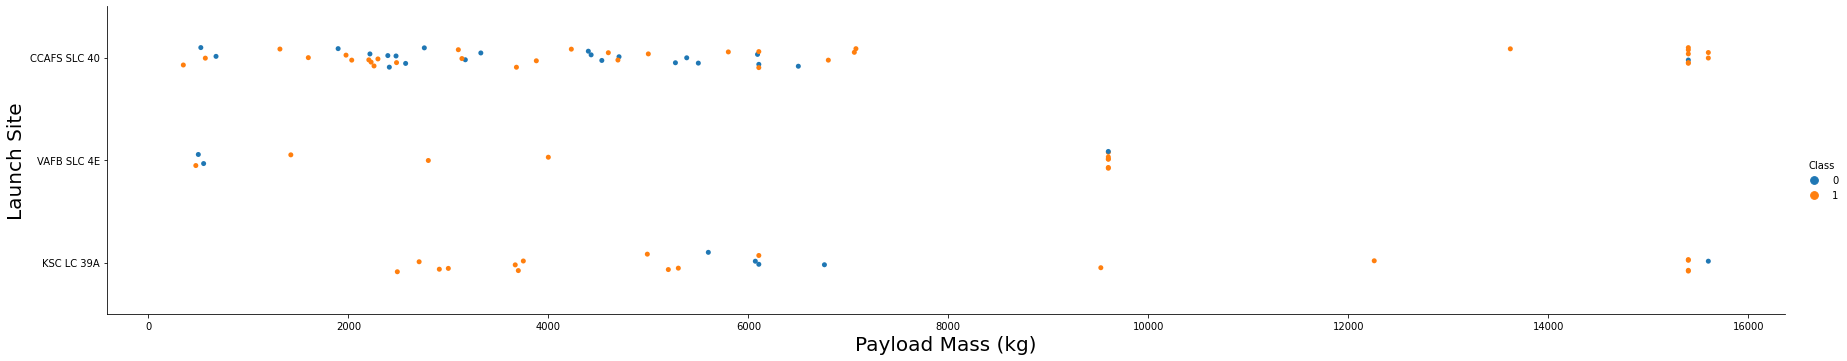 Launch Site
CCAFS SLC 40
VAFB SLC 4E
KSC LC 39A
0 2000 4000 6000 8000 10000 12000 14000 16000
Payload Mass (kg)
Class
0
1